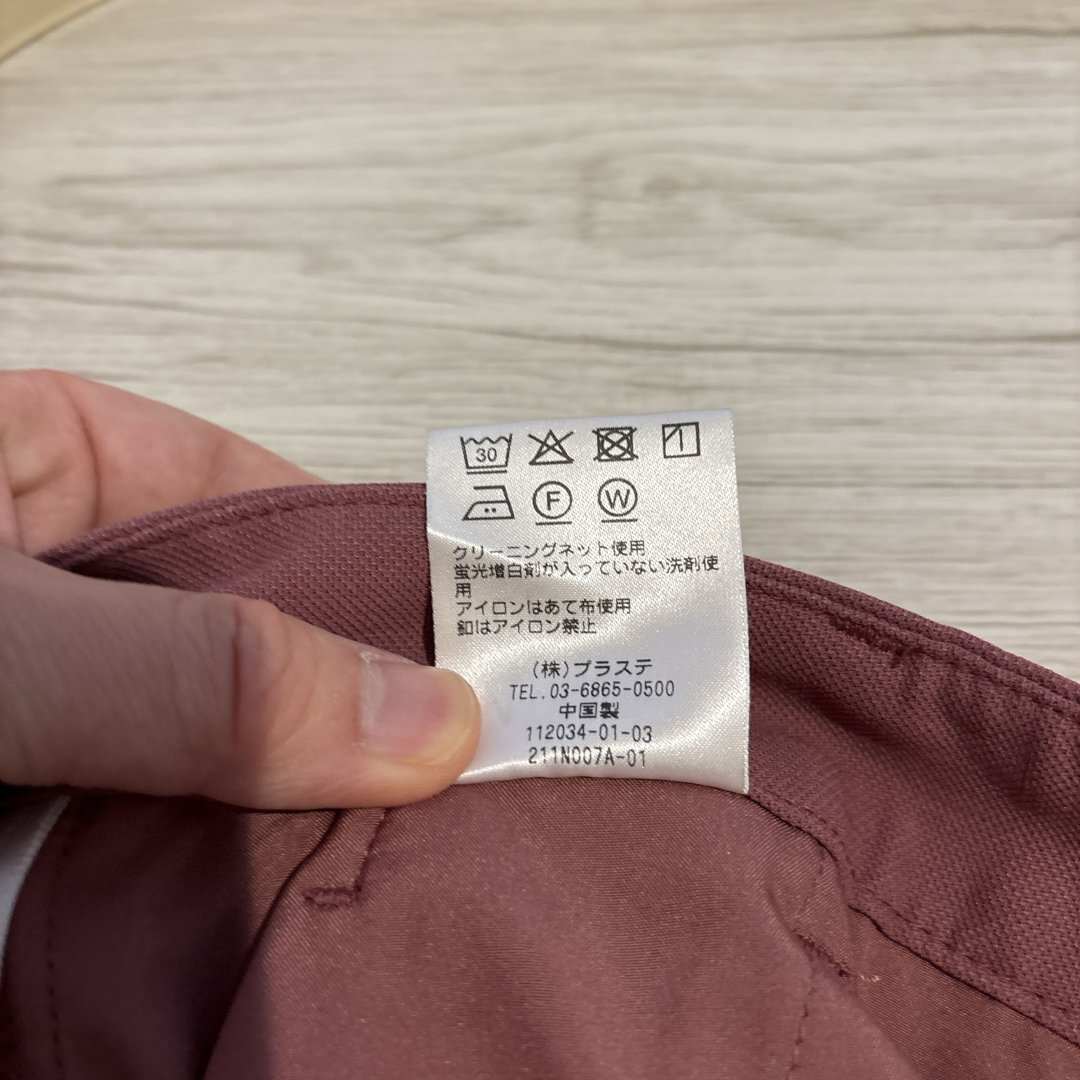 30
F W
クリーニングネット使用
蛍光増白剤が入っていない洗剤使
用
アイロンはあて布使用
釦はアイロン禁止
(株)プラステ
TEL.03-6865-0500
中国製
112034-01-03
211N007A-01